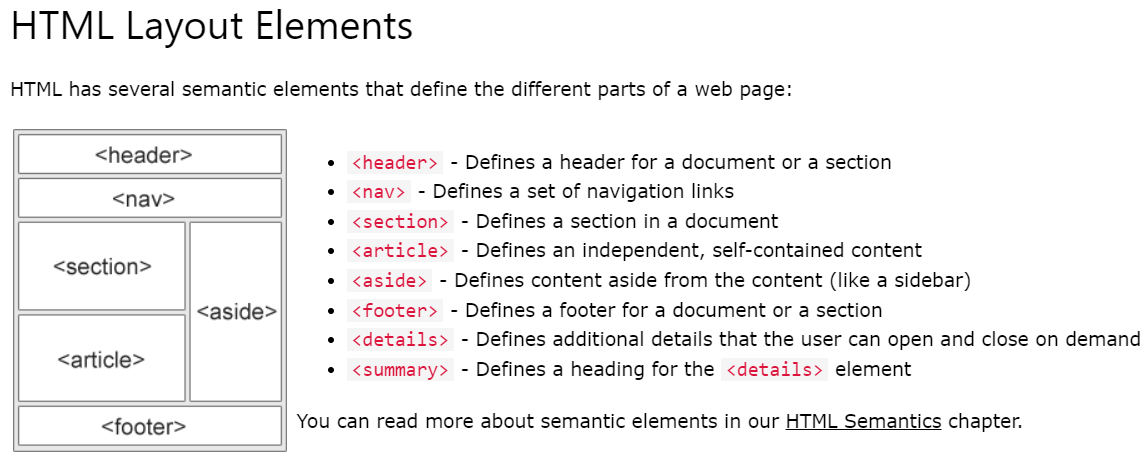 HTML Layout Elements
HTML has several semantic elements that define the different parts of a web page:
<header>
<nav>
<section>
<aside>
<article>
<footer>
<header> - Defines a header for a document or a section
<nav> - Defines a set of navigation links
<section> - Defines a section in a document
<article> - Defines an independent, self-contained content
<aside> - Defines content aside from the content (like a sidebar)
<footer> - Defines a footer for a document or a section
<details> - Defines additional details that the user can open and close on demand
<summary> - Defines a heading for the <details> element
You can read more about semantic elements in our HTML Semantics chapter.